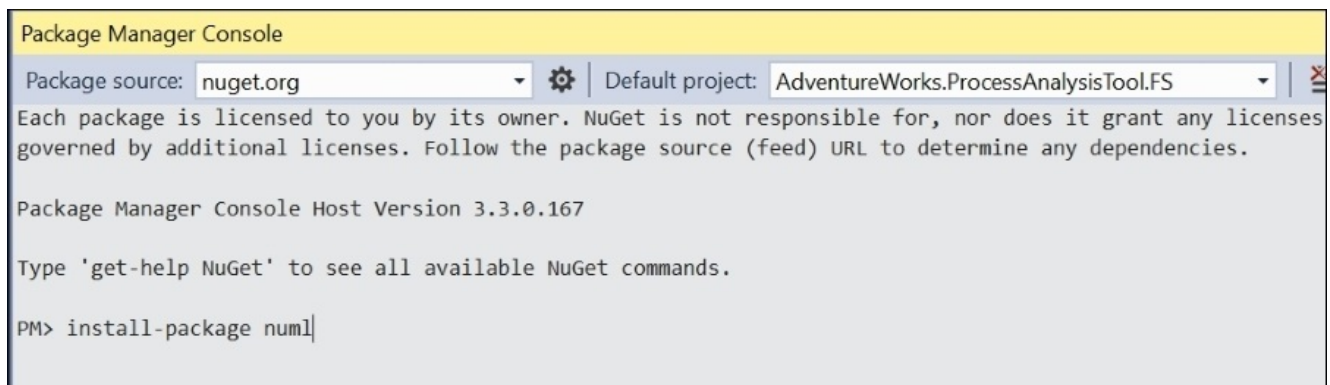 Package Manager Console
Package source: nuget.org Default project: AdventureWorks.ProcessAnalysisTool.FS
Each package is licensed to you by its owner. NuGet is not responsible for, nor does it grant any licenses
governed by additional licenses. Follow the package source (feed) URL to determine any dependencies.
Package Manager Console Host Version 3.3.0.167
Type 'get-help NuGet' to see all available NuGet commands.
PM> install-package numl